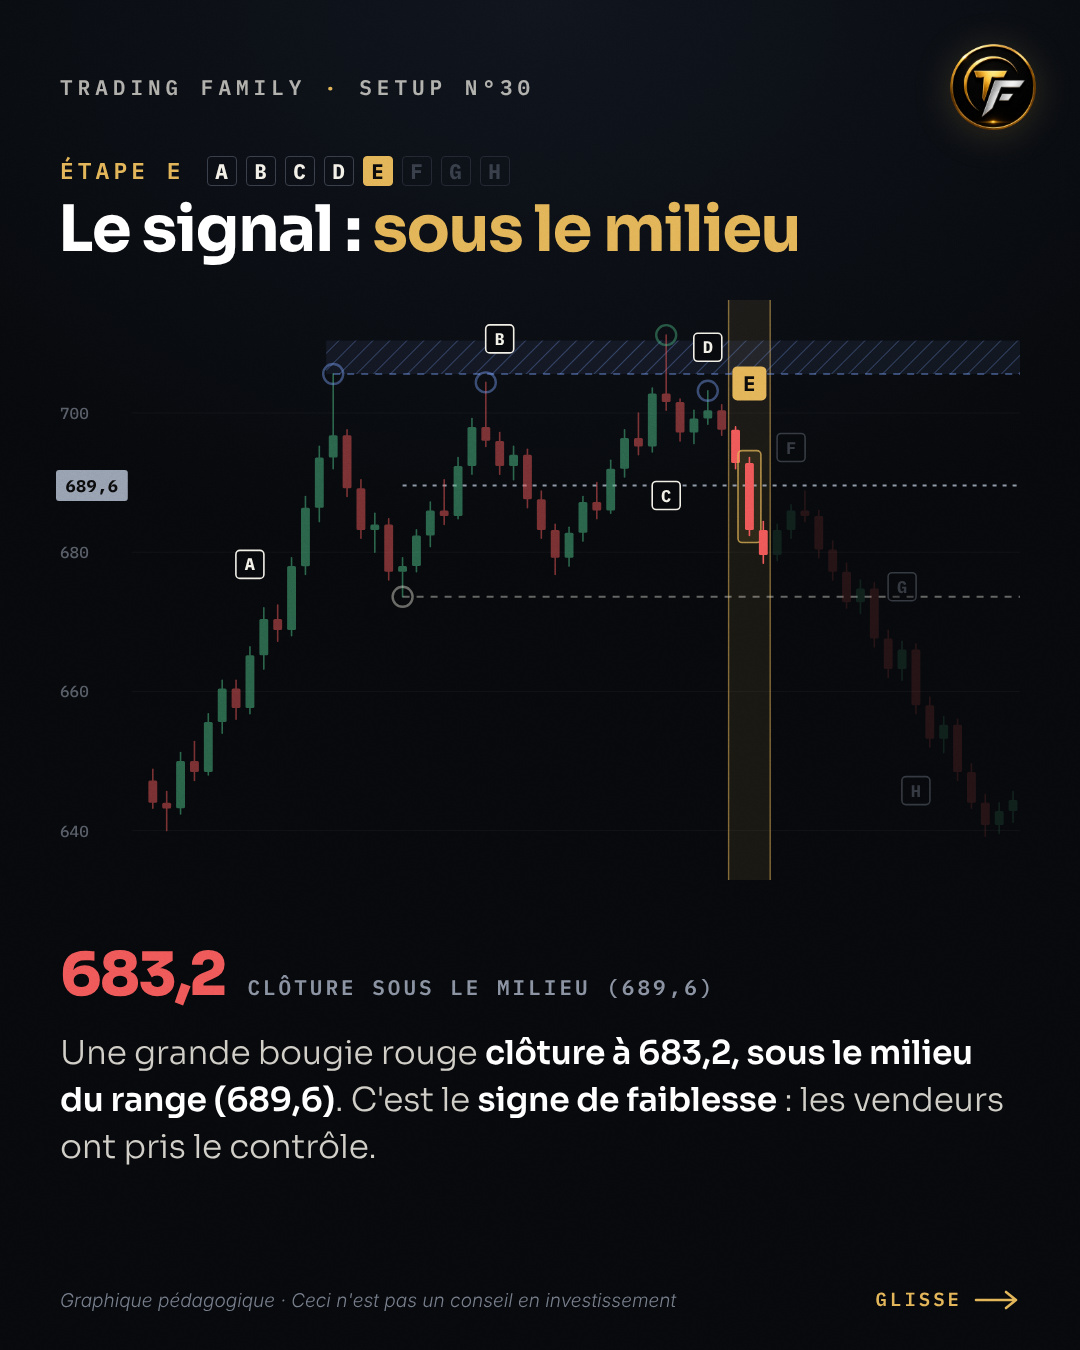 TRADING FAMILY · SETUP N°30
TF
ÉTAPE E A B C D E F G H
Le signal : sous le milieu
B
D
E
700
F
689,6
C
680
A
G
660
H
640
683,2 CLÔTURE SOUS LE MILIEU (689,6)
Une grande bougie rouge clôture à 683,2, sous le milieu
du range (689,6). C'est le signe de faiblesse : les vendeurs
ont pris le contrôle.
Graphique pédagogique · Ceci n'est pas un conseil en investissement
GLISSE